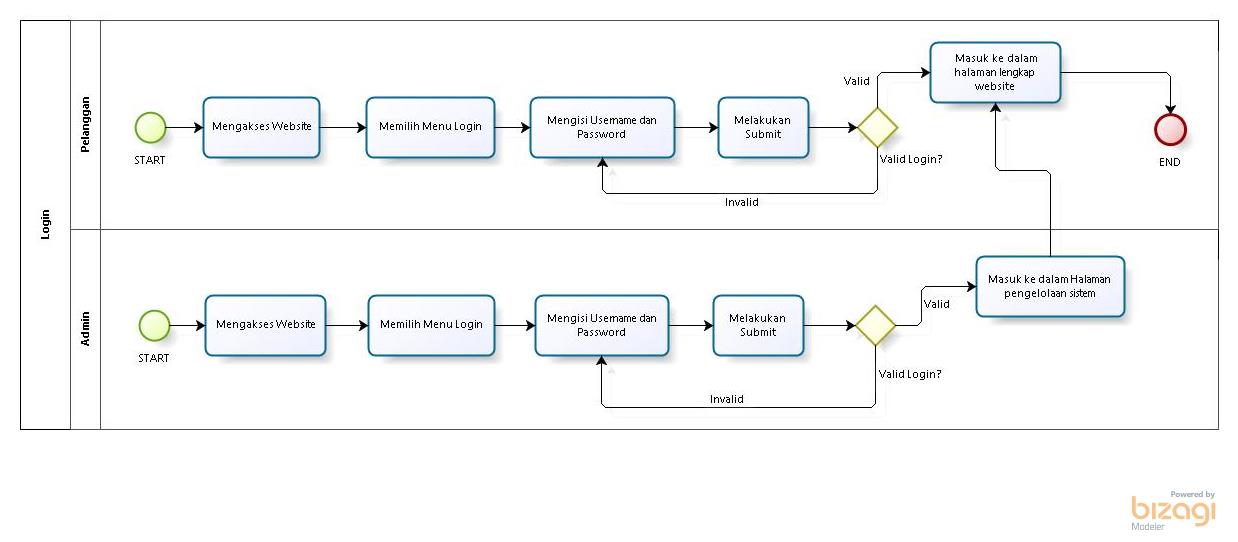 Login
Pelanggan
START
Mengakses Website
Memilih Menu Login
Mengisi Username dan
Password
Melakukan
Submit
Valid Login?
Valid
Invalid
Masuk ke dalam
halaman lengkap
website
END
Admin
START
Mengakses Website
Memilih Menu Login
Mengisi Username dan
Password
Melakukan
Submit
Valid Login?
Valid
Invalid
Masuk ke dalam Halaman
pengelolaan sistem
Powered by
bizagi
Modeler